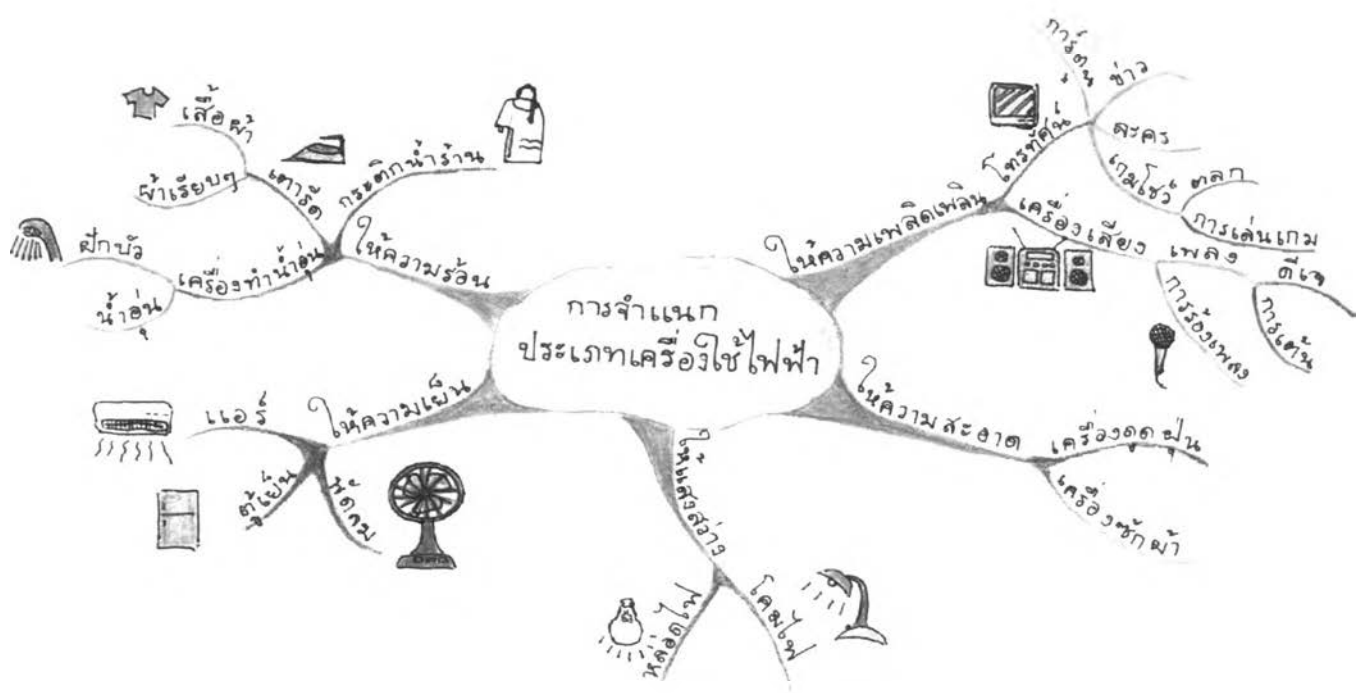 การจำแนก
ประเภทเครื่องใช้ไฟฟ้า
ให้ความเพลิดเพลิน
โทรทัศน์
การ์ตูน
ข่าว
ละคร
เกมโชว์
ตลก
การเล่นเกม
เครื่องเสียง
เพลง
ดีเจ
การเต้น
การร้องเพลง
ให้ความสะอาด
เครื่องดูดฝุ่น
เครื่องซักผ้า
ให้แสงสว่าง
โคมไฟ
หลอดไฟ
ให้ความเย็น
พัดลม
ตู้เย็น
แอร์
ให้ความร้อน
เครื่องทำน้ำอุ่น
น้ำอุ่น
ฝักบัว
เตารีด
ผ้าเรียบๆ
เสื้อผ้า
กระติกน้ำร้าน